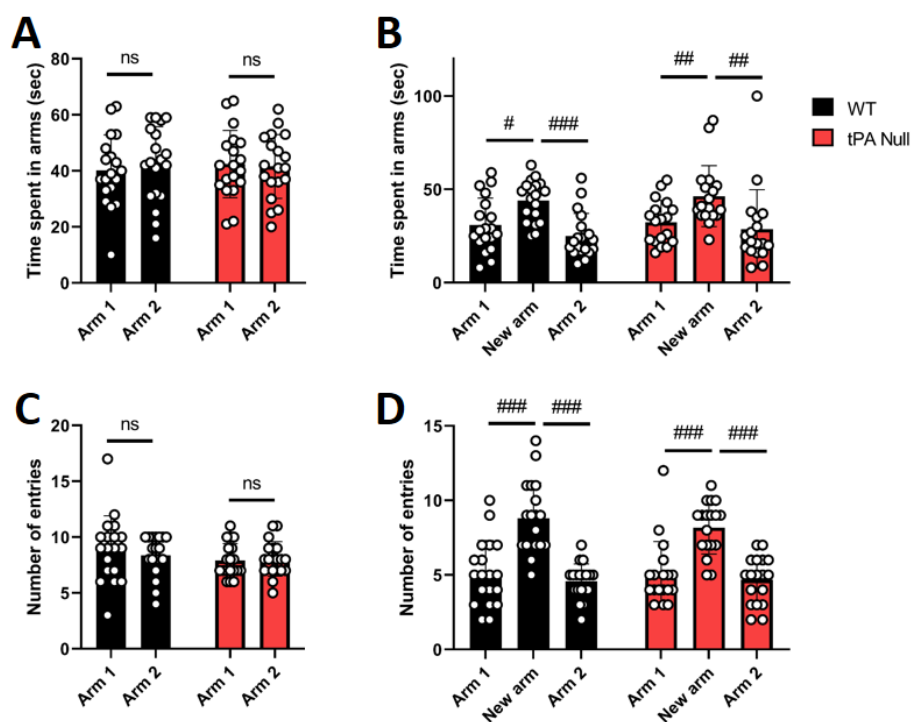 A
Time spent in arms (sec)
80
60
40
20
0
ns
ns
Arm 1
Arm 2
Arm 1
Arm 2
B
Time spent in arms (sec)
100
50
0
#
###
##
##
Arm 1
New arm
Arm 2
Arm 1
New arm
Arm 2
WT
tPA Null
C
Number of entries
20
15
10
5
0
ns
ns
Arm 1
Arm 2
Arm 1
Arm 2
D
Number of entries
15
10
5
0
###
###
###
###
Arm 1
New arm
Arm 2
Arm 1
New arm
Arm 2